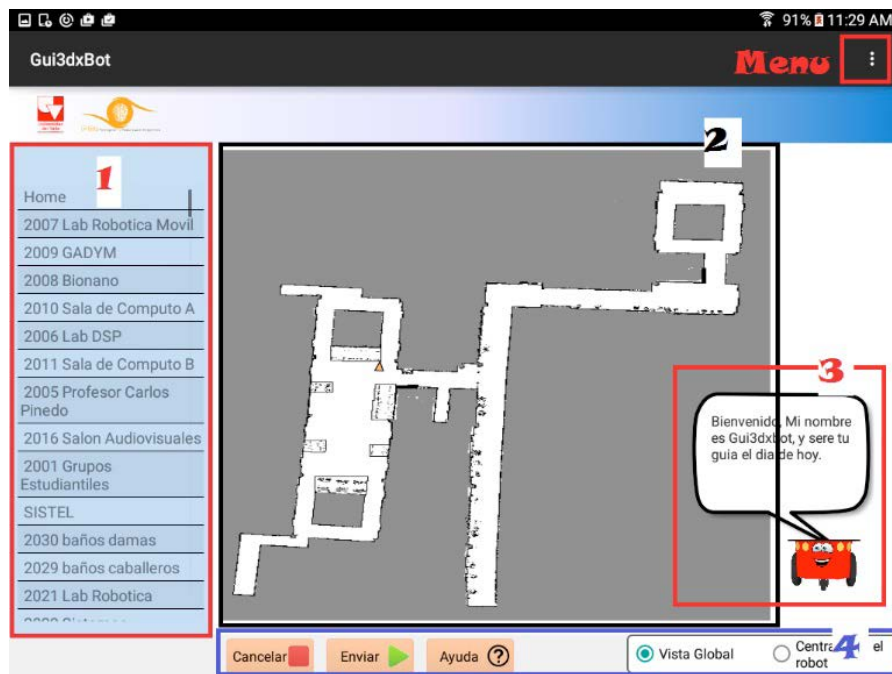 91% 11:29 AM
Gui3dxBot
Menu
1
Home
2007 Lab Robotica Movil
2009 GADYM
2008 Bionano
2010 Sala de Computo A
2006 Lab DSP
2011 Sala de Computo B
2005 Profesor Carlos
Pinedo
2016 Salon Audiovisuales
2001 Grupos
Estudiantiles
SISTEL
2030 baños damas
2029 baños caballeros
2021 Lab Robotica
2
3
Bienvenido, Mi nombre
es Gui3dxbot, y sere tu
guia el dia de hoy.
4
Cancelar
Enviar
Ayuda
Vista Global
el
robot